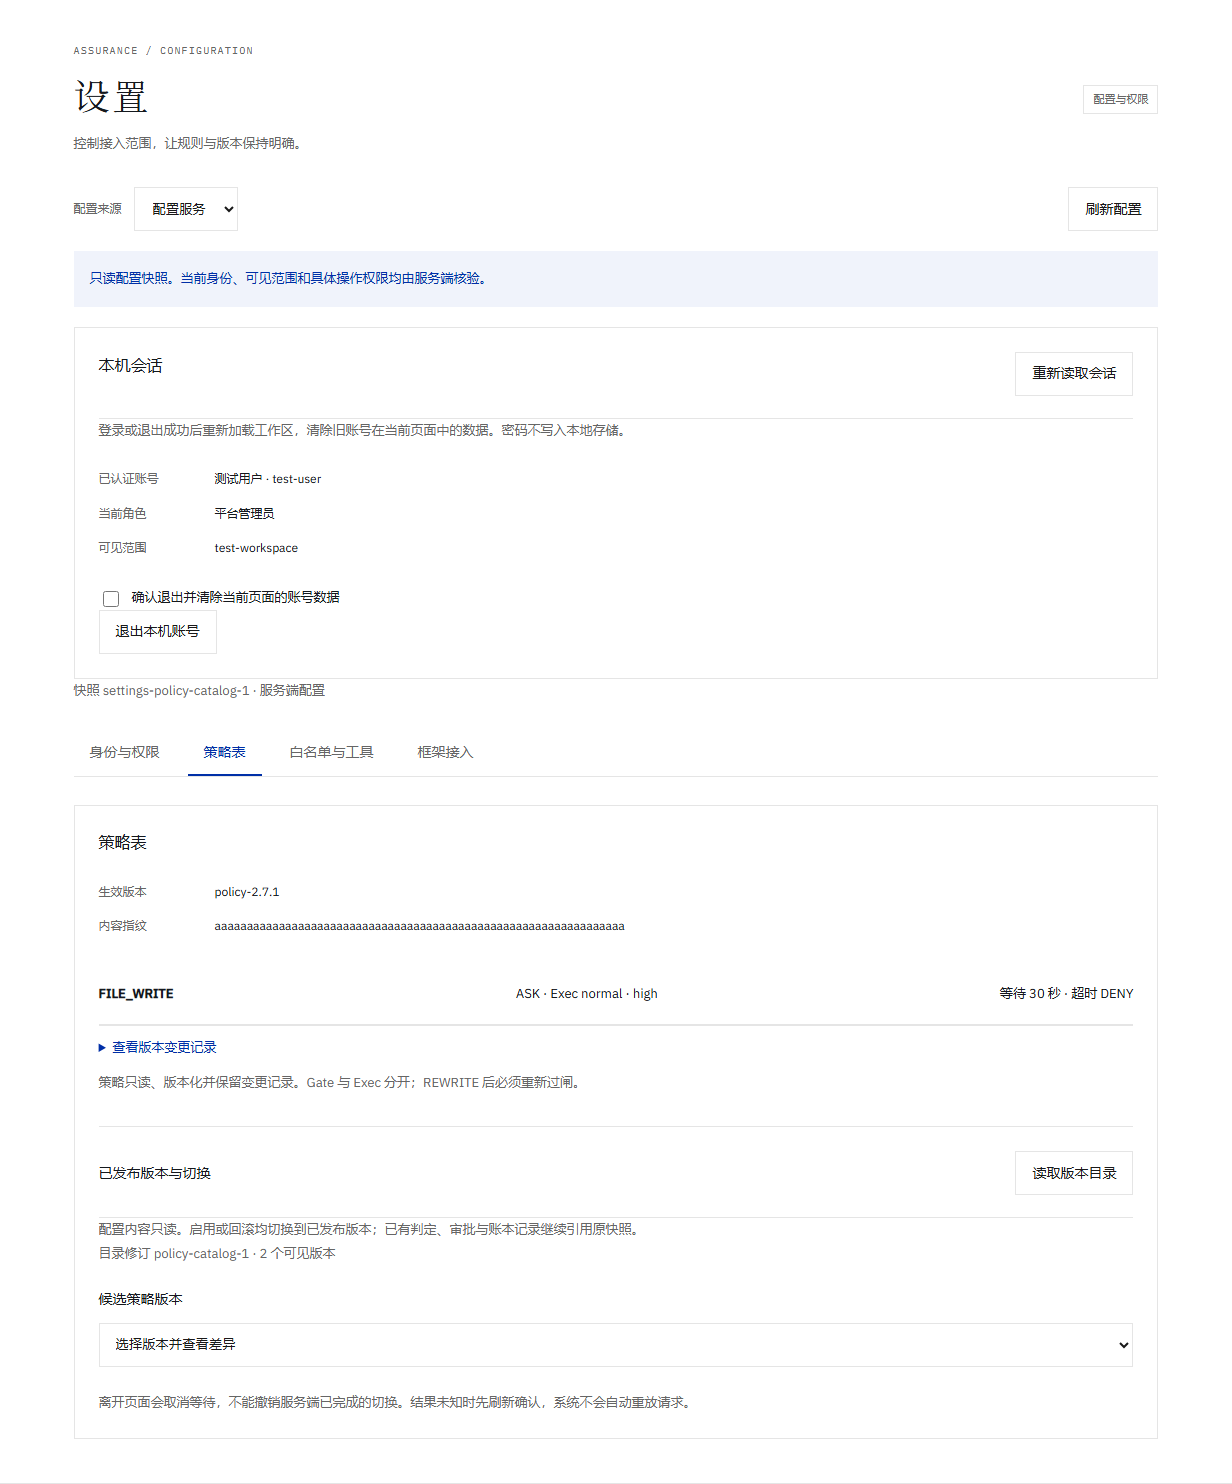 ASSURANCE / CONFIGURATION
设置
配置与权限
控制接入范围，让规则与版本保持明确。
配置来源
配置服务
刷新配置
只读配置快照。当前身份、可见范围和具体操作权限均由服务端核验。
本机会话
重新读取会话
登录或退出成功后重新加载工作区，清除旧账号在当前页面中的数据。密码不写入本地存储。
已认证账号 测试用户 · test-user
当前角色 平台管理员
可见范围 test-workspace
确认退出并清除当前页面的账号数据
退出本机账号
快照 settings-policy-catalog-1 · 服务端配置
身份与权限 策略表 白名单与工具 框架接入
策略表
生效版本 policy-2.7.1
内容指纹 aaaaaaaaaaaaaaaaaaaaaaaaaaaaaaaaaaaaaaaaaaaaaaaaaaaaaaaaaaaaaaaa
FILE_WRITE ASK · Exec normal · high 等待 30 秒 · 超时 DENY
查看版本变更记录
策略只读、版本化并保留变更记录。Gate 与 Exec 分开；REWRITE 后必须重新过闸。
已发布版本与切换
读取版本目录
配置内容只读。启用或回滚均切换到已发布版本；已有判定、审批与账本记录继续引用原快照。
目录修订 policy-catalog-1 · 2 个可见版本
候选策略版本
选择版本并查看差异
离开页面会取消等待，不能撤销服务端已完成的切换。结果未知时先刷新确认，系统不会自动重放请求。